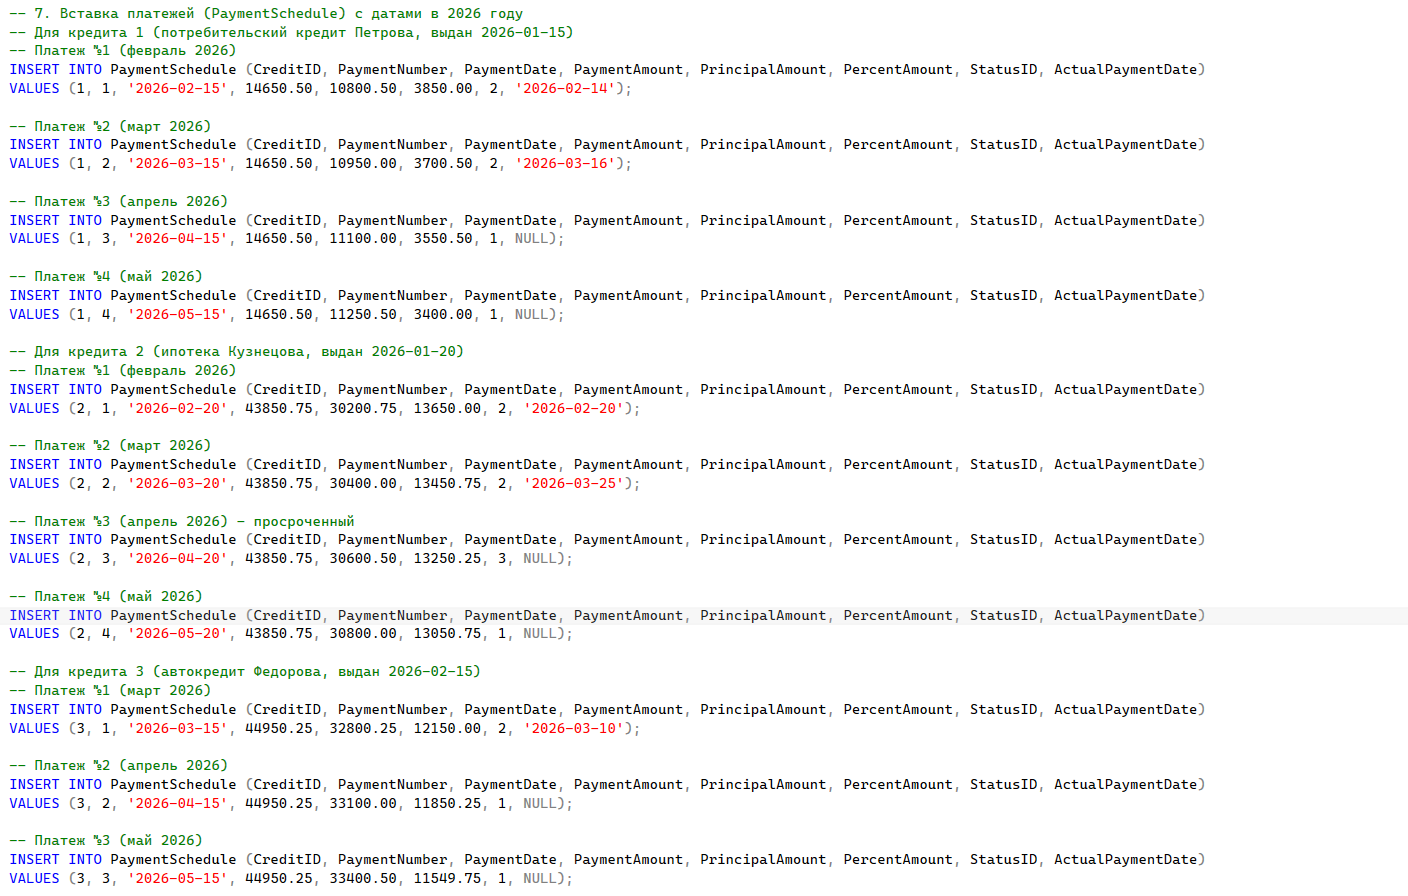 -- 7. Вставка платежей (PaymentSchedule) с датами в 2026 году
-- Для кредита 1 (потребительский кредит Петрова, выдан 2026-01-15)
-- Платеж №1 (февраль 2026)
INSERT INTO PaymentSchedule (CreditID, PaymentNumber, PaymentDate, PaymentAmount, PrincipalAmount, PercentAmount, StatusID, ActualPaymentDate)
VALUES (1, 1, '2026-02-15', 14650.50, 10800.50, 3850.00, 2, '2026-02-14');
-- Платеж №2 (март 2026)
INSERT INTO PaymentSchedule (CreditID, PaymentNumber, PaymentDate, PaymentAmount, PrincipalAmount, PercentAmount, StatusID, ActualPaymentDate)
VALUES (1, 2, '2026-03-15', 14650.50, 10950.00, 3700.50, 2, '2026-03-16');
-- Платеж №3 (апрель 2026)
INSERT INTO PaymentSchedule (CreditID, PaymentNumber, PaymentDate, PaymentAmount, PrincipalAmount, PercentAmount, StatusID, ActualPaymentDate)
VALUES (1, 3, '2026-04-15', 14650.50, 11100.00, 3550.50, 1, NULL);
-- Платеж №4 (май 2026)
INSERT INTO PaymentSchedule (CreditID, PaymentNumber, PaymentDate, PaymentAmount, PrincipalAmount, PercentAmount, StatusID, ActualPaymentDate)
VALUES (1, 4, '2026-05-15', 14650.50, 11250.50, 3400.00, 1, NULL);
-- Для кредита 2 (ипотека Кузнецова, выдан 2026-01-20)
-- Платеж №1 (февраль 2026)
INSERT INTO PaymentSchedule (CreditID, PaymentNumber, PaymentDate, PaymentAmount, PrincipalAmount, PercentAmount, StatusID, ActualPaymentDate)
VALUES (2, 1, '2026-02-20', 43850.75, 30200.75, 13650.00, 2, '2026-02-20');
-- Платеж №2 (март 2026)
INSERT INTO PaymentSchedule (CreditID, PaymentNumber, PaymentDate, PaymentAmount, PrincipalAmount, PercentAmount, StatusID, ActualPaymentDate)
VALUES (2, 2, '2026-03-20', 43850.75, 30400.00, 13450.75, 2, '2026-03-25');
-- Платеж №3 (апрель 2026) - просроченный
INSERT INTO PaymentSchedule (CreditID, PaymentNumber, PaymentDate, PaymentAmount, PrincipalAmount, PercentAmount, StatusID, ActualPaymentDate)
VALUES (2, 3, '2026-04-20', 43850.75, 30600.50, 13250.25, 3, NULL);
-- Платеж №4 (май 2026)
INSERT INTO PaymentSchedule (CreditID, PaymentNumber, PaymentDate, PaymentAmount, PrincipalAmount, PercentAmount, StatusID, ActualPaymentDate)
VALUES (2, 4, '2026-05-20', 43850.75, 30800.00, 13050.75, 1, NULL);
-- Для кредита 3 (автокредит Федорова, выдан 2026-02-15)
-- Платеж №1 (март 2026)
INSERT INTO PaymentSchedule (CreditID, PaymentNumber, PaymentDate, PaymentAmount, PrincipalAmount, PercentAmount, StatusID, ActualPaymentDate)
VALUES (3, 1, '2026-03-15', 44950.25, 32800.25, 12150.00, 2, '2026-03-10');
-- Платеж №2 (апрель 2026)
INSERT INTO PaymentSchedule (CreditID, PaymentNumber, PaymentDate, PaymentAmount, PrincipalAmount, PercentAmount, StatusID, ActualPaymentDate)
VALUES (3, 2, '2026-04-15', 44950.25, 33100.00, 11850.25, 1, NULL);
-- Платеж №3 (май 2026)
INSERT INTO PaymentSchedule (CreditID, PaymentNumber, PaymentDate, PaymentAmount, PrincipalAmount, PercentAmount, StatusID, ActualPaymentDate)
VALUES (3, 3, '2026-05-15', 44950.25, 33400.50, 11549.75, 1, NULL);